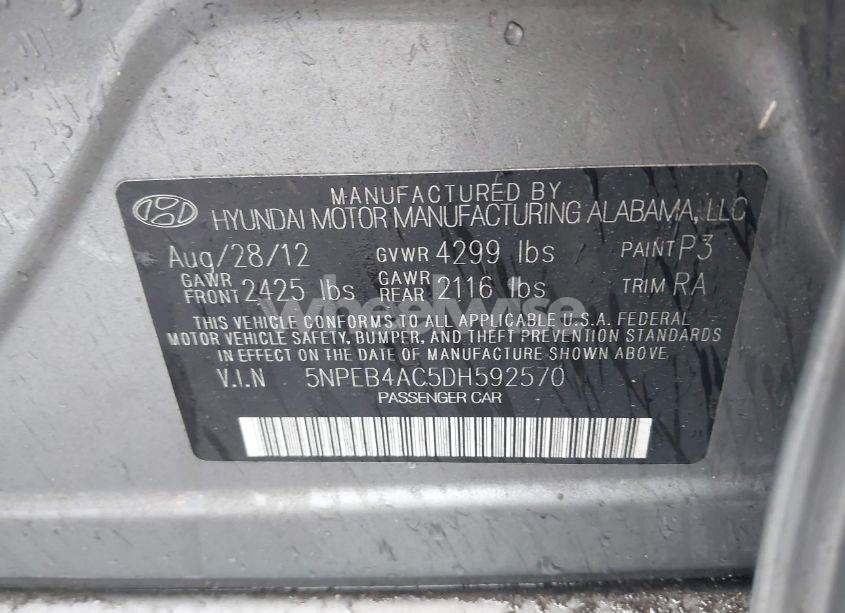 MANUFACTURED BY
HYUNDAI MOTOR MANUFACTURING ALABAMA, LLC
Aug/28/12 GVWR 4299 lbs PAINT P3
GAWR FRONT 2425 lbs GAWR REAR 2116 lbs TRIM RA
Wheelwise
THIS VEHICLE CONFORMS TO ALL APPLICABLE U.S.A. FEDERAL
MOTOR VEHICLE SAFETY, BUMPER, AND THEFT PREVENTION STANDARDS
IN EFFECT ON THE DATE OF MANUFACTURE SHOWN ABOVE.
V.I.N 5NPEB4AC5DH592570
PASSENGER CAR